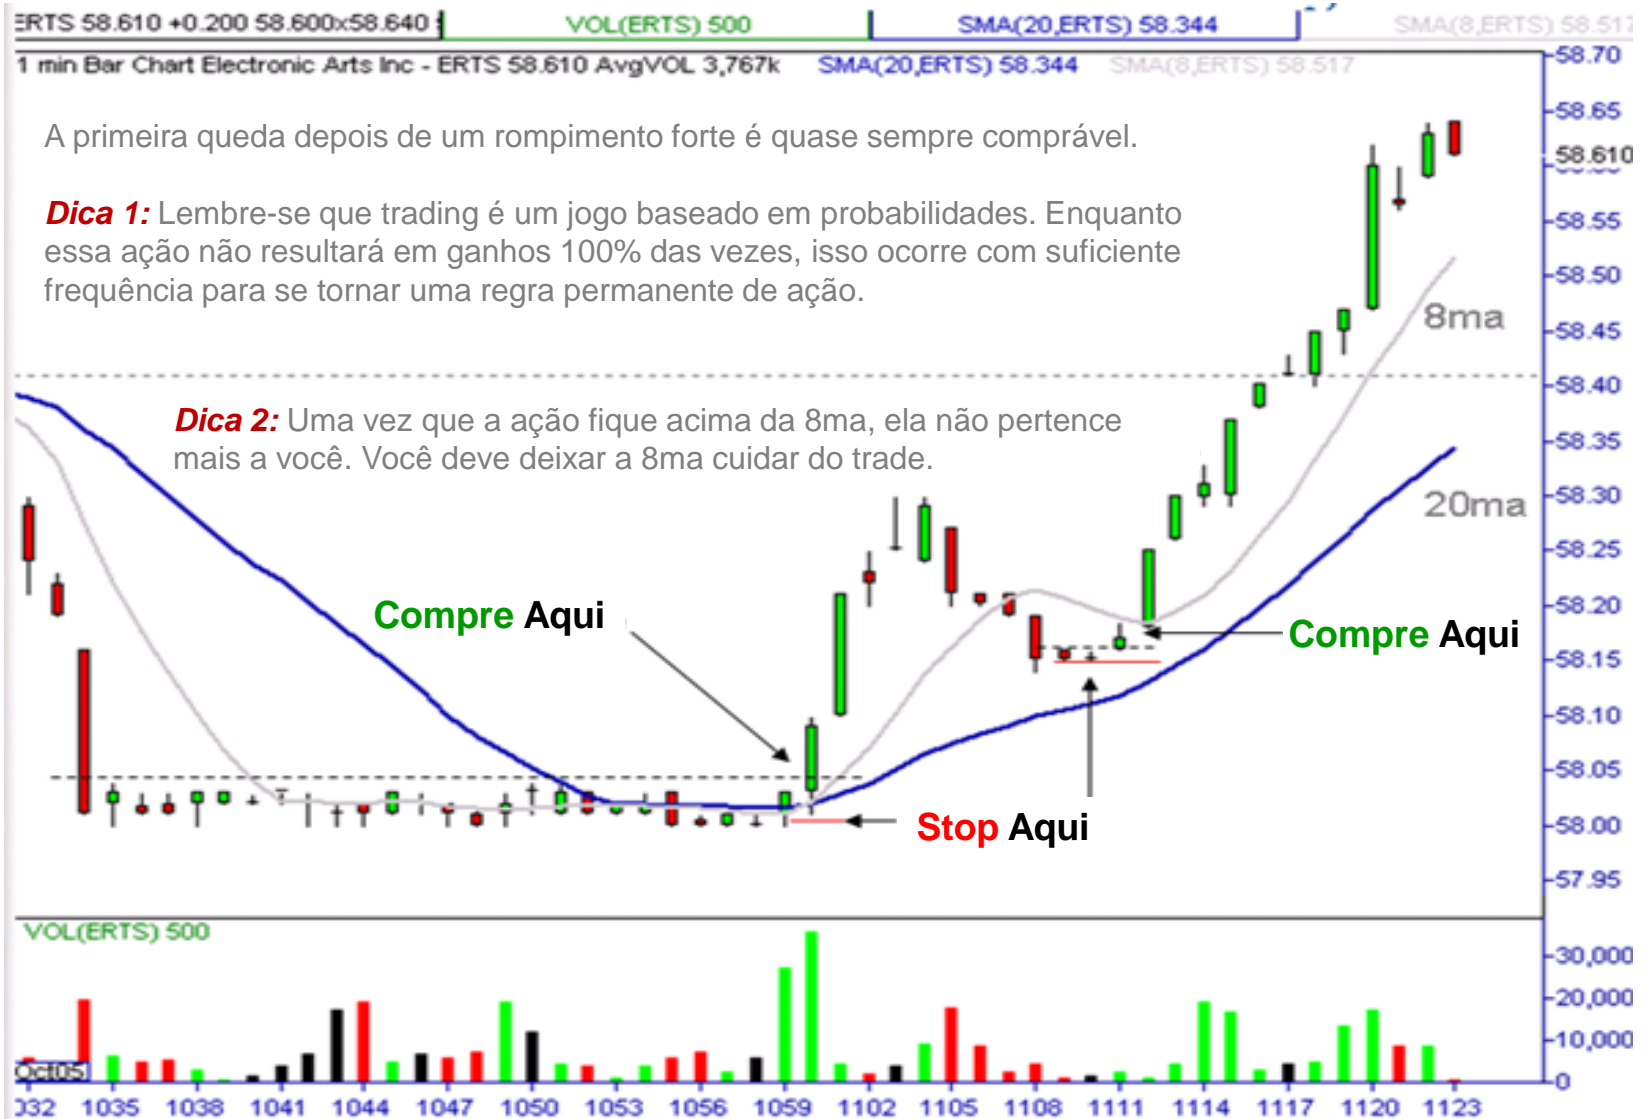 ERTS 58.610 +0.200 58.600x58.640
VOL(ERTS) 500
SMA(20,ERTS) 58.344
SMA(8,ERTS) 58.517
1 min Bar Chart Electronic Arts Inc - ERTS 58.610 AvgVOL 3,767k SMA(20,ERTS) 58.344 SMA(8,ERTS) 58.517
A primeira queda depois de um rompimento forte é quase sempre comprável.
Dica 1: Lembre-se que trading é um jogo baseado em probabilidades. Enquanto
essa ação não resultará em ganhos 100% das vezes, isso ocorre com suficiente
frequência para se tornar uma regra permanente de ação.
Dica 2: Uma vez que a ação fique acima da 8ma, ela não pertence
mais a você. Você deve deixar a 8ma cuidar do trade.
8ma
20ma
Compre Aqui
Compre Aqui
Stop Aqui
58.70
58.65
58.610
58.55
58.50
58.45
58.40
58.35
58.30
58.25
58.20
58.15
58.10
58.05
58.00
57.95
VOL(ERTS) 500
30,000
20,000
10,000
0
Oct05
032 1035 1038 1041 1044 1047 1050 1053 1056 1059 1102 1105 1108 1111 1114 1117 1120 1123